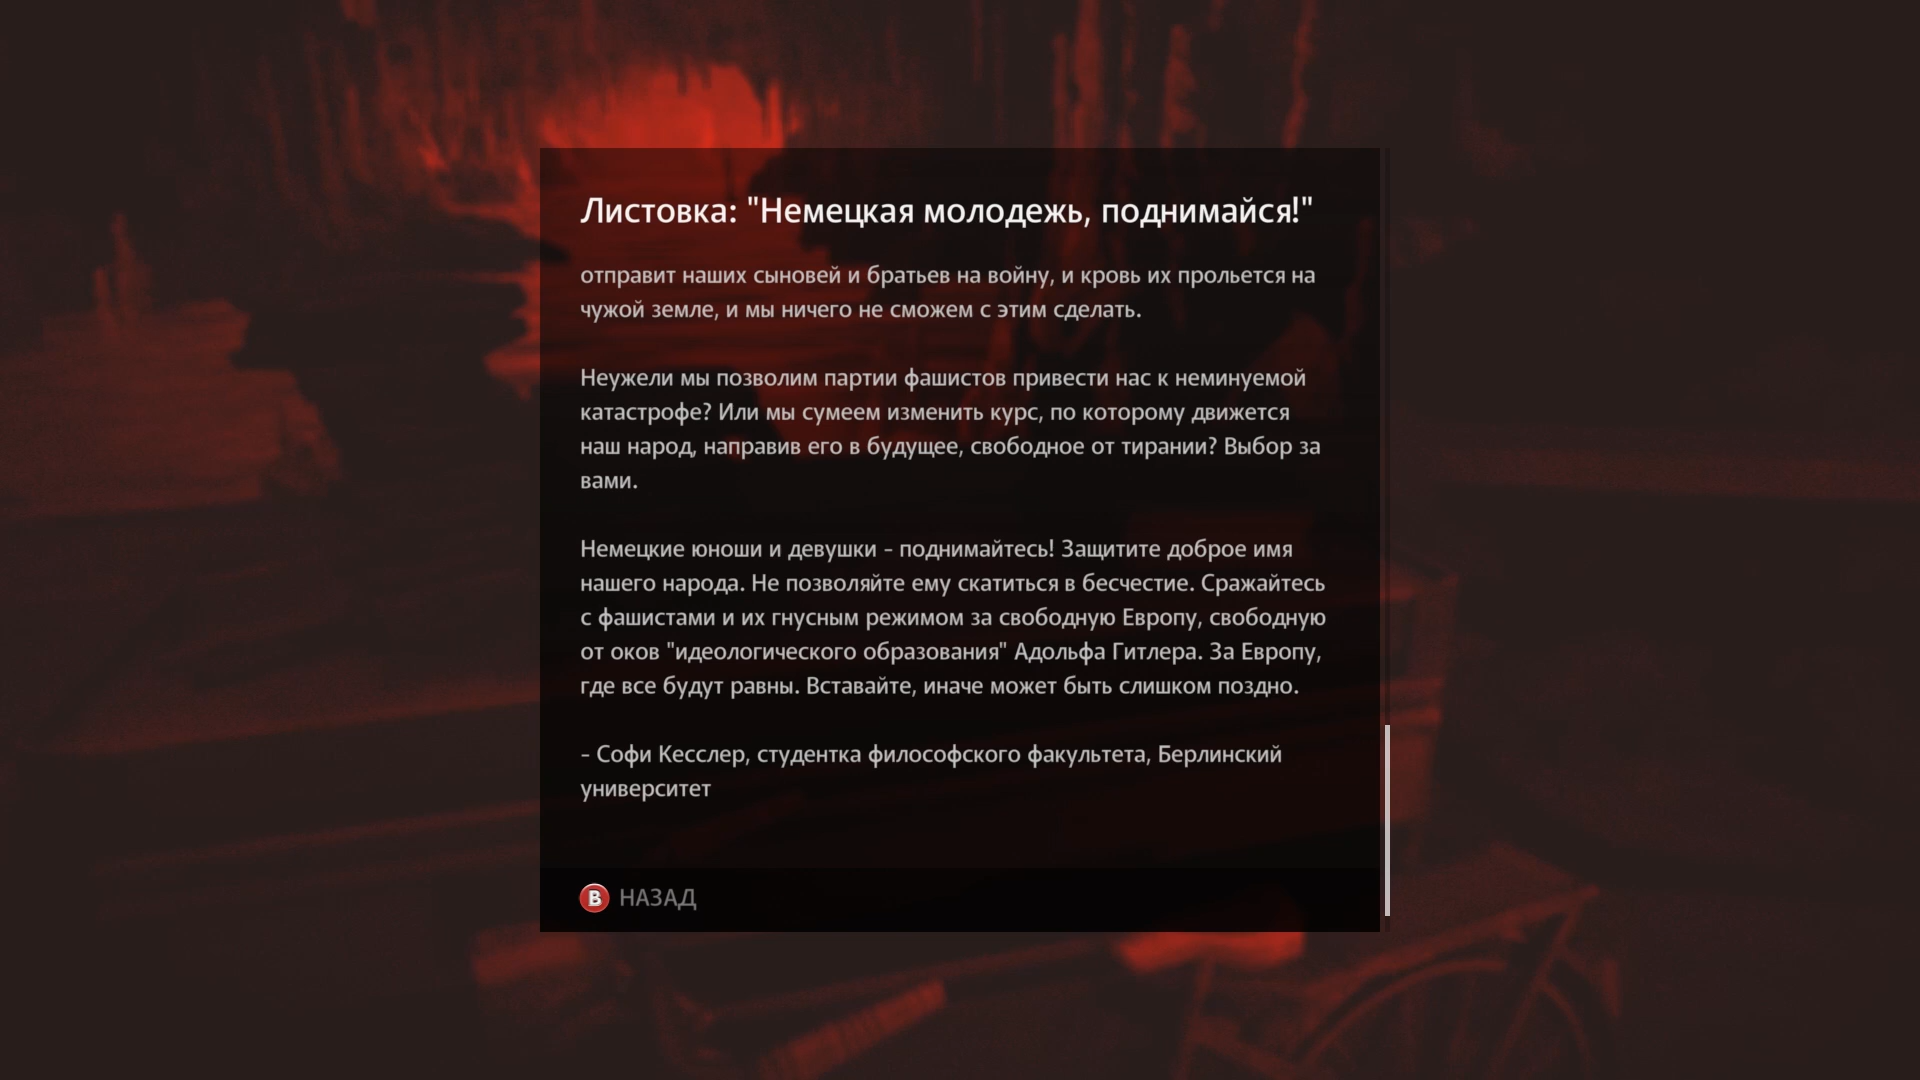 Листовка: "Немецкая молодежь, поднимайся!"
отправит наших сыновей и братьев на войну, и кровь их прольется на
чужой земле, и мы ничего не сможем с этим сделать.
Неужели мы позволим партии фашистов привести нас к неминуемой
катастрофе? Или мы сумеем изменить курс, по которому движется
наш народ, направив его в будущее, свободное от тирании? Выбор за
вами.
Немецкие юноши и девушки - поднимайтесь! Защитите доброе имя
нашего народа. Не позволяйте ему скатиться в бесчестие. Сражайтесь
с фашистами и их гнусным режимом за свободную Европу, свободную
от оков "идеологического образования" Адольфа Гитлера. За Европу,
где все будут равны. Вставайте, иначе может быть слишком поздно.
- Софи Кесслер, студентка философского факультета, Берлинский
университет
B НАЗАД